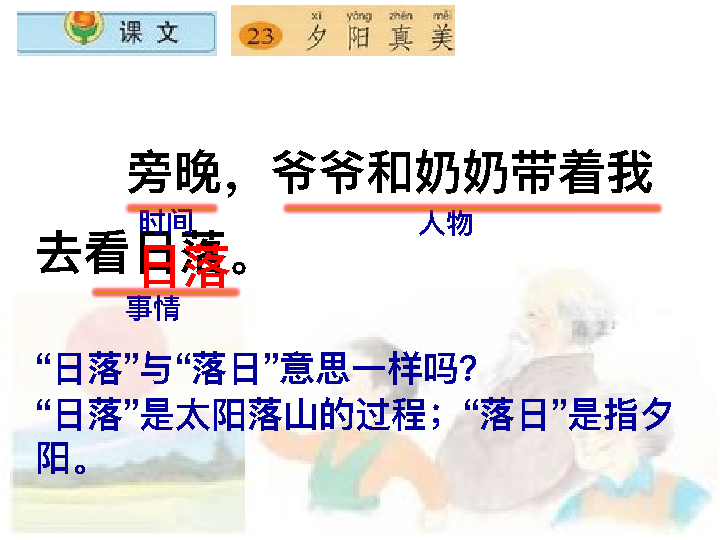 课 文
xī yáng zhēn měi
23 夕 阳 真 美
旁晚，爷爷和奶奶带着我
时间 人物
去看日落。
日落
事情
“日落”与“落日”意思一样吗？
“日落”是太阳落山的过程；“落日”是指夕
阳。